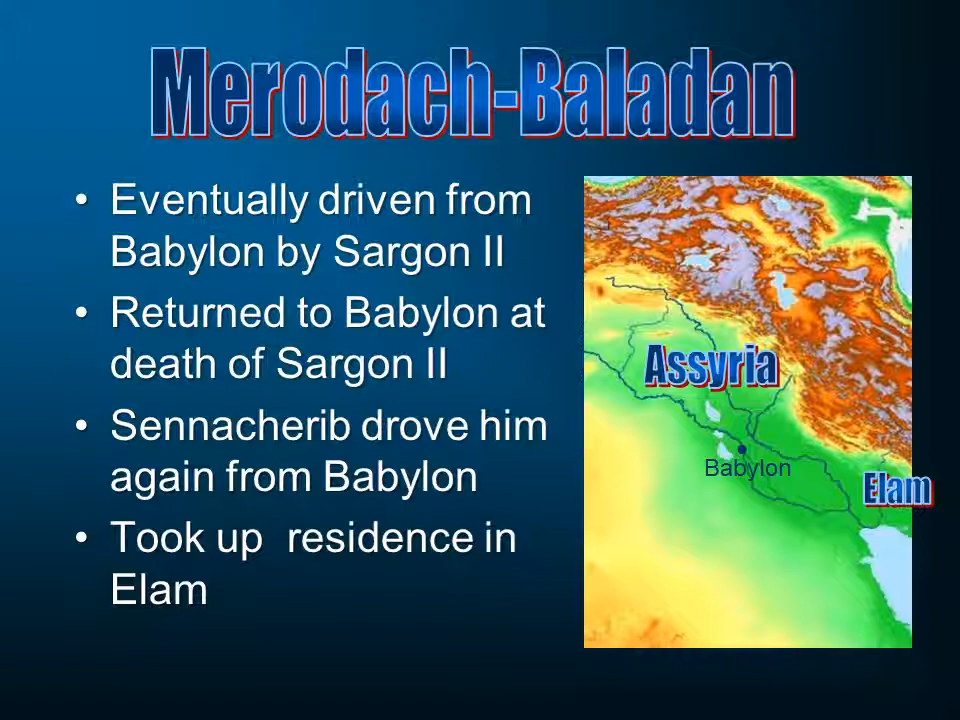 Merodach-Baladan
• Eventually driven from
Babylon by Sargon II
• Returned to Babylon at
death of Sargon II
• Sennacherib drove him
again from Babylon
• Took up  residence in
Elam
Assyria
Babylon
Elam